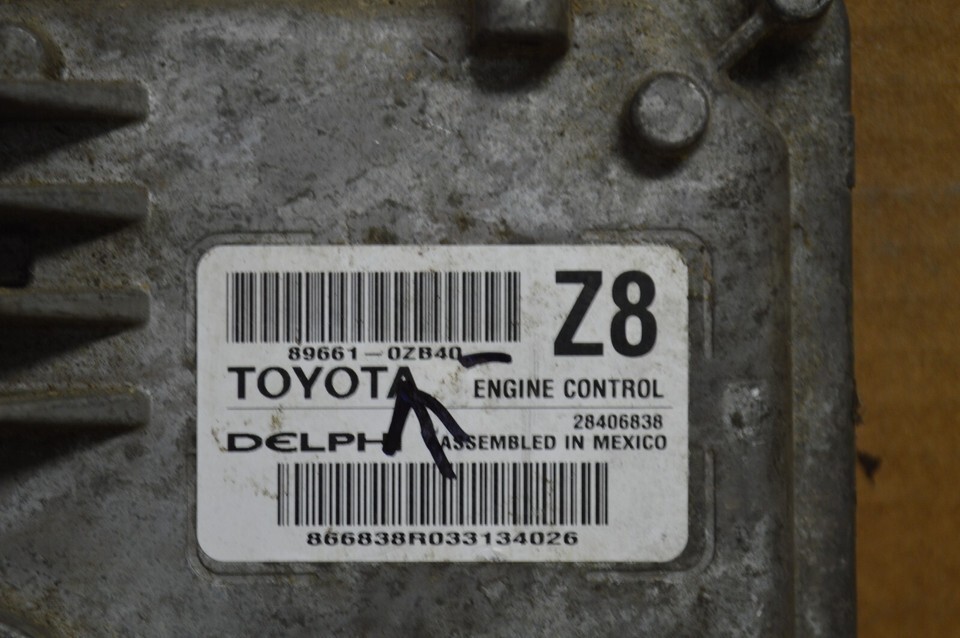 Z8
89661-0ZB40
TOYOTA
ENGINE CONTROL
28406838
DELPHI
ASSEMBLED IN MEXICO
866838R033134026